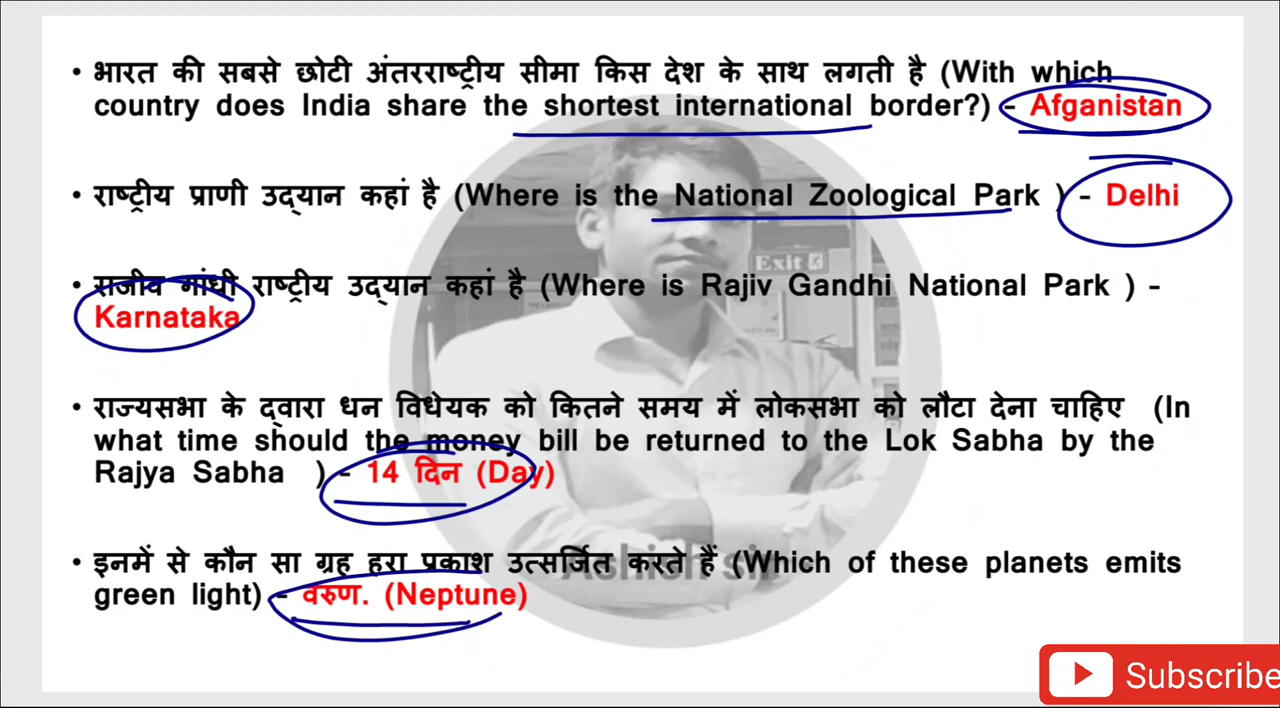 • भारत की सबसे छोटी अंतरराष्ट्रीय सीमा किस देश के साथ लगती है (With which
country does India share the shortest international border?) - Afganistan
• राष्ट्रीय प्राणी उद्यान कहां है (Where is the National Zoological Park ) - Delhi
Exit
• राजीव गांधी राष्ट्रीय उद्यान कहां है (Where is Rajiv Gandhi National Park ) -
Karnataka
• राज्यसभा के द्वारा धन विधेयक को कितने समय में लोकसभा को लौटा देना चाहिए (In
what time should the money bill be returned to the Lok Sabha by the
Rajya Sabha ) - 14 दिन (Day)
• इनमें से कौन सा ग्रह हरा प्रकाश उत्सर्जित करते हैं (Which of these planets emits
Ashish sir
green light) - वरुण. (Neptune)
Subscribe